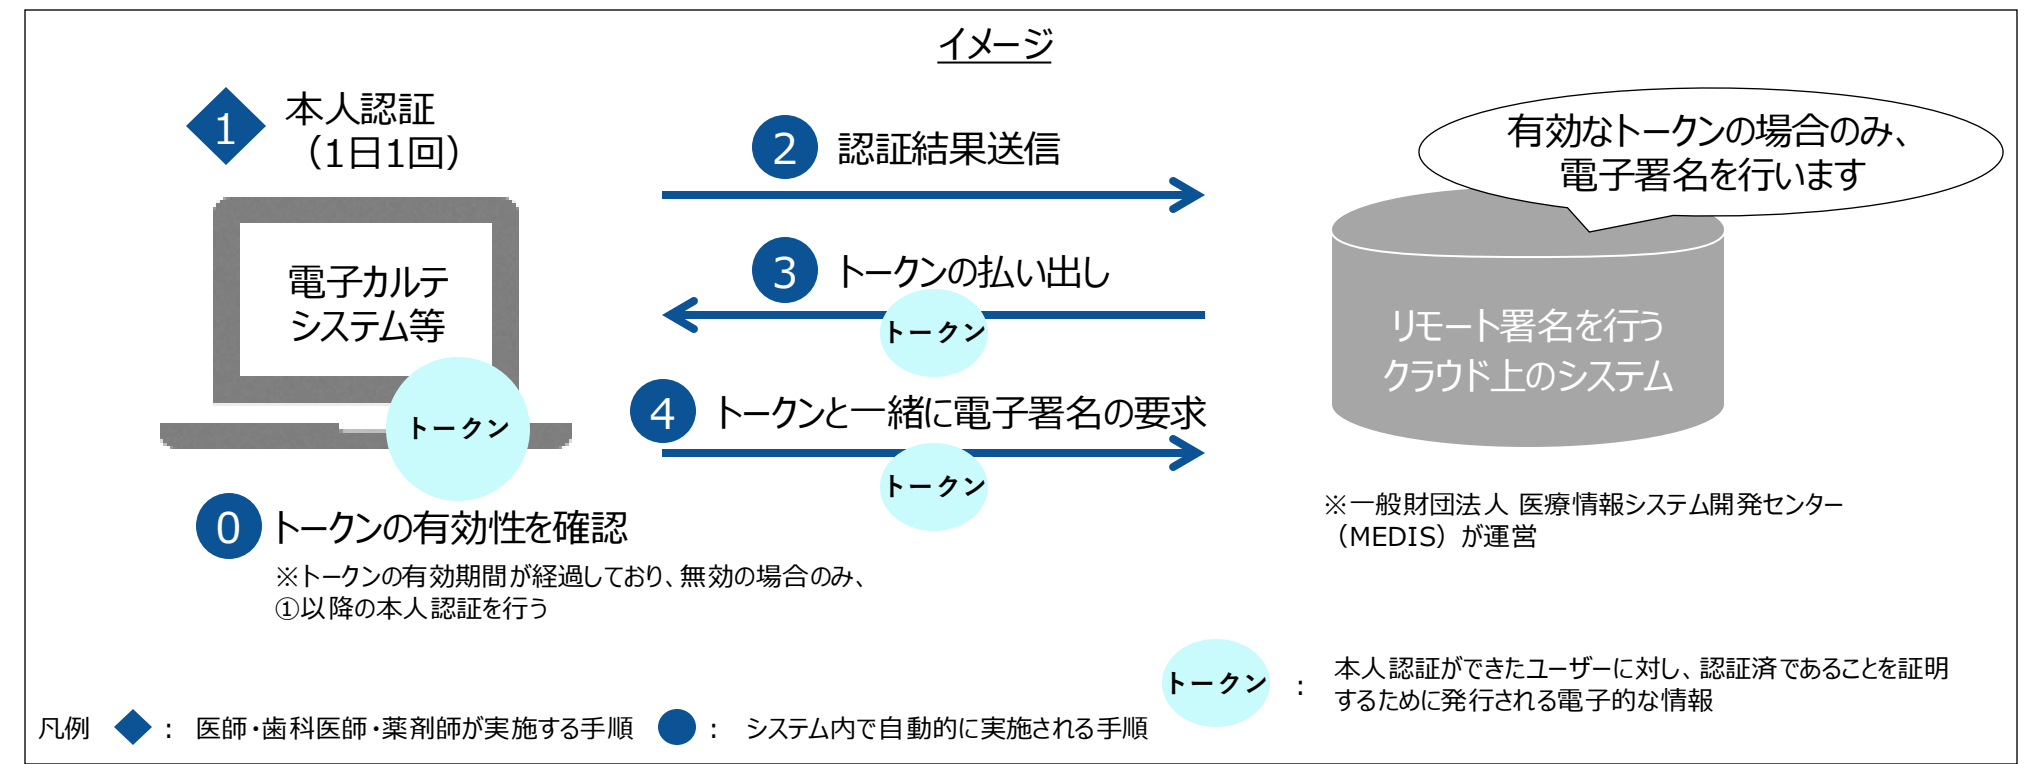 イメージ
1
本人認証
（1日1回）
電子カルテ
システム等
トークン
0
トークンの有効性を確認
※トークンの有効期間が経過しており、無効の場合のみ、
①以降の本人認証を行う
2
認証結果送信
3
トークンの払い出し
トークン
4
トークンと一緒に電子署名の要求
トークン
有効なトークンの場合のみ、
電子署名を行います
リモート署名を行う
クラウド上のシステム
※一般財団法人 医療情報システム開発センター
（MEDIS）が運営
トークン ：
本人認証ができたユーザーに対し、認証済であることを証明
するために発行される電子的な情報
凡例 ： 医師・歯科医師・薬剤師が実施する手順 ： システム内で自動的に実施される手順